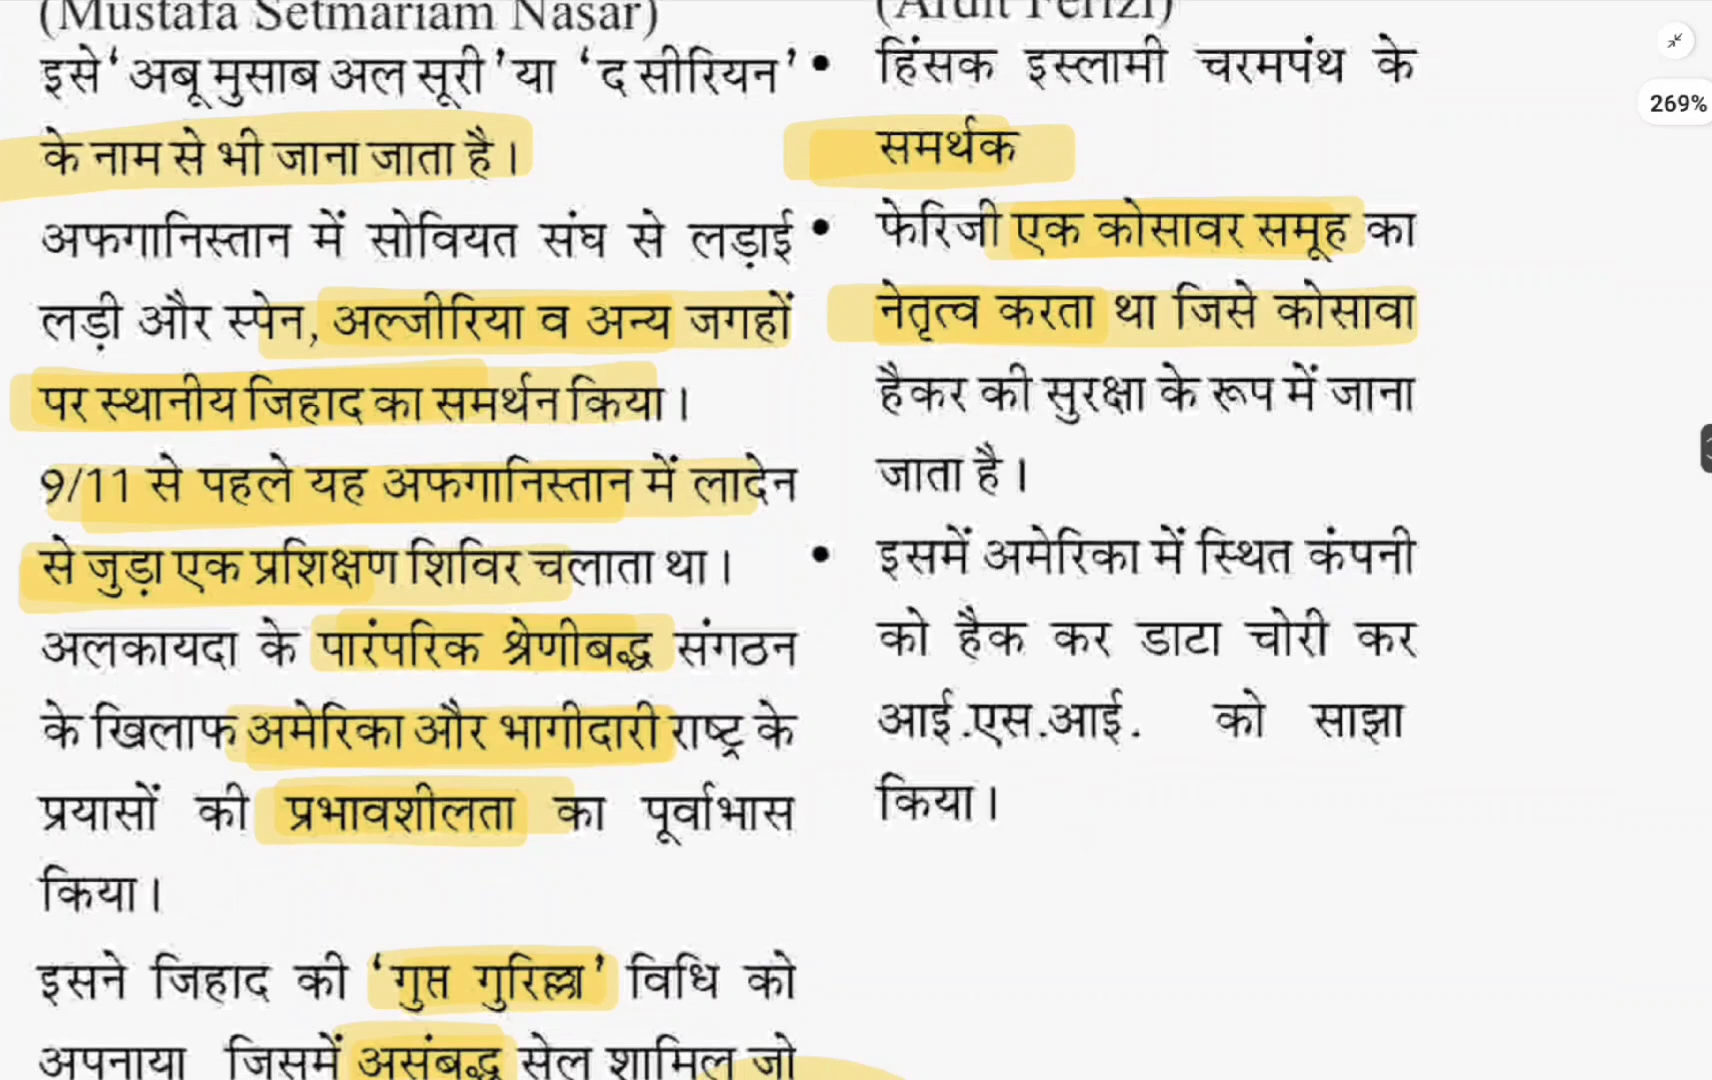 (Mustafa Setmariam Nasar)
इसे ‘अबू मुसाब अल सूरी’ या ‘द सीरियन’
के नाम से भी जाना जाता है।
अफगानिस्तान में सोवियत संघ से लड़ाई
लड़ी और स्पेन, अल्जीरिया व अन्य जगहों
पर स्थानीय जिहाद का समर्थन किया।
9/11 से पहले यह अफगानिस्तान में लादेन
से जुड़ा एक प्रशिक्षण शिविर चलाता था।
अलकायदा के पारंपरिक श्रेणीबद्ध संगठन
के खिलाफ अमेरिका और भागीदारी राष्ट्र के
प्रयासों की प्रभावशीलता का पूर्वाभास
किया।
इसने जिहाद की ‘गुप्त गुरिल्ला’ विधि को
अपनाया जिसमें असंबद्ध सेल शामिल जो
(Ardit Ferizi)
• हिंसक इस्लामी चरमपंथ के
समर्थक
• फेरिजी एक कोसावर समूह का
नेतृत्व करता था जिसे कोसावा
हैकर की सुरक्षा के रूप में जाना
जाता है।
• इसमें अमेरिका में स्थित कंपनी
को हैक कर डाटा चोरी कर
आई.एस.आई. को साझा
किया।
269%